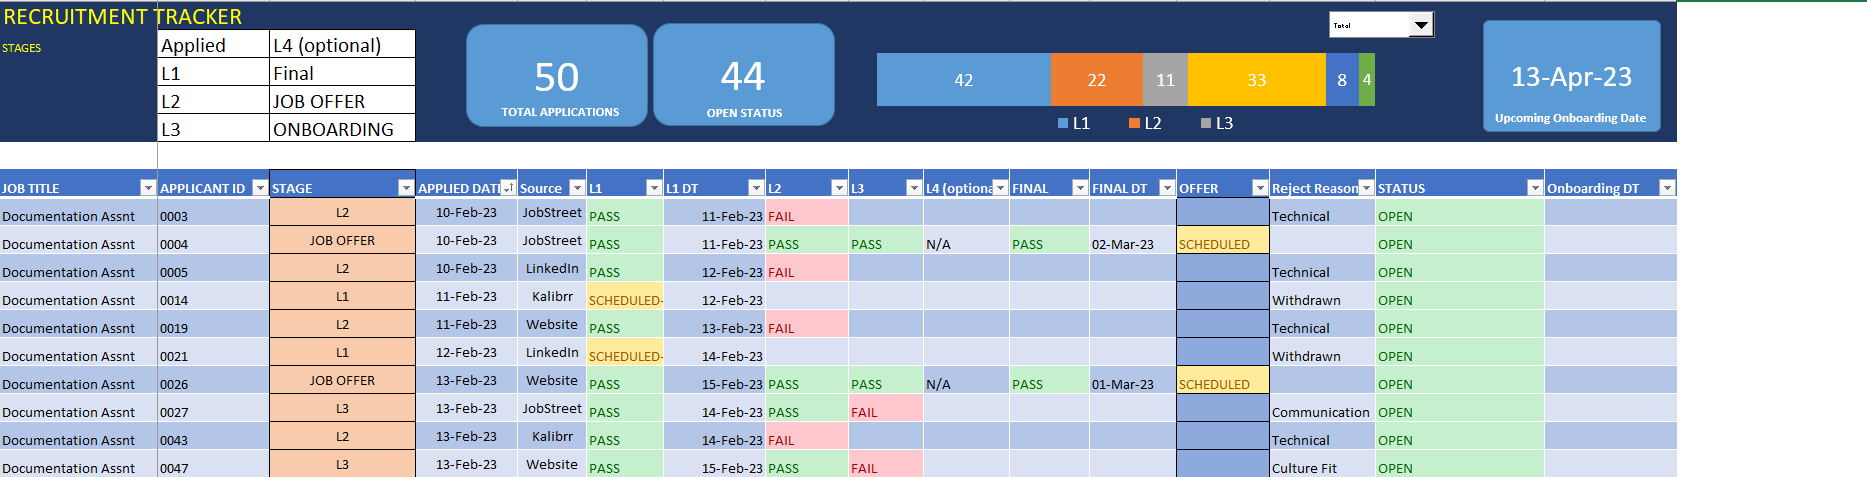 RECRUITMENT TRACKER
STAGES
Applied L4 (optional)
L1 Final
L2 JOB OFFER
L3 ONBOARDING
50
TOTAL APPLICATIONS
44
OPEN STATUS
Total
42 22 11 33 8 4
L1 L2 L3
13-Apr-23
Upcoming Onboarding Date
JOB TITLE APPLICANT ID STAGE APPLIED DATE Source L1 L1 DT L2 L3 L4 (optiona FINAL FINAL DT OFFER Reject Reason STATUS Onboarding DT
Documentation Assnt 0003 L2 10-Feb-23 JobStreet PASS 11-Feb-23 FAIL Technical OPEN
Documentation Assnt 0004 JOB OFFER 10-Feb-23 JobStreet PASS 11-Feb-23 PASS PASS N/A PASS 02-Mar-23 SCHEDULED OPEN
Documentation Assnt 0005 L2 10-Feb-23 LinkedIn PASS 12-Feb-23 FAIL Technical OPEN
Documentation Assnt 0014 L1 11-Feb-23 Kalibrr SCHEDULED- 12-Feb-23 Withdrawn OPEN
Documentation Assnt 0019 L2 11-Feb-23 Website PASS 13-Feb-23 FAIL Technical OPEN
Documentation Assnt 0021 L1 12-Feb-23 LinkedIn SCHEDULED- 14-Feb-23 Withdrawn OPEN
Documentation Assnt 0026 JOB OFFER 13-Feb-23 Website PASS 15-Feb-23 PASS PASS N/A PASS 01-Mar-23 SCHEDULED OPEN
Documentation Assnt 0027 L3 13-Feb-23 JobStreet PASS 14-Feb-23 PASS FAIL Communication OPEN
Documentation Assnt 0043 L2 13-Feb-23 Kalibrr PASS 14-Feb-23 FAIL Technical OPEN
Documentation Assnt 0047 L3 13-Feb-23 Website PASS 15-Feb-23 PASS FAIL Culture Fit OPEN